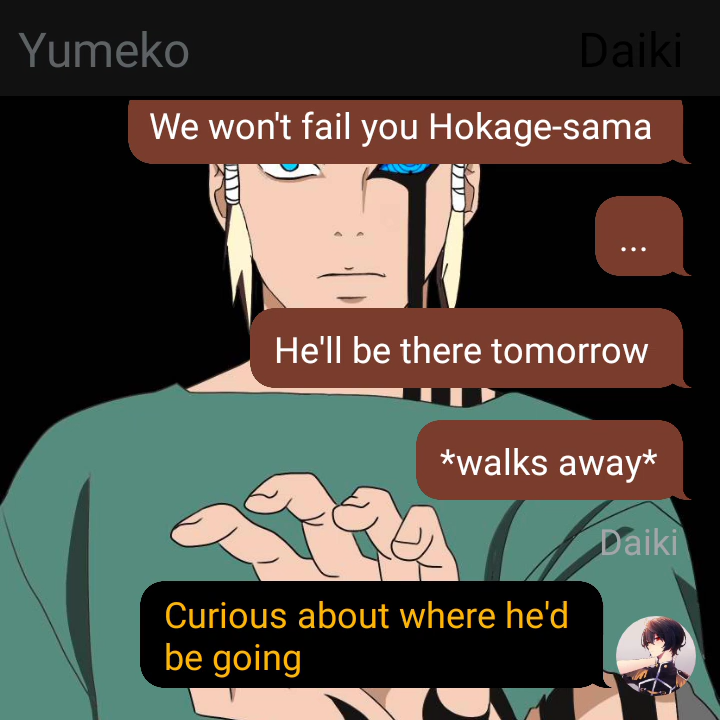 Yumeko
Daiki
We won't fail you Hokage-sama
...
He'll be there tomorrow
*walks away*
Daiki
Curious about where he'd
be going